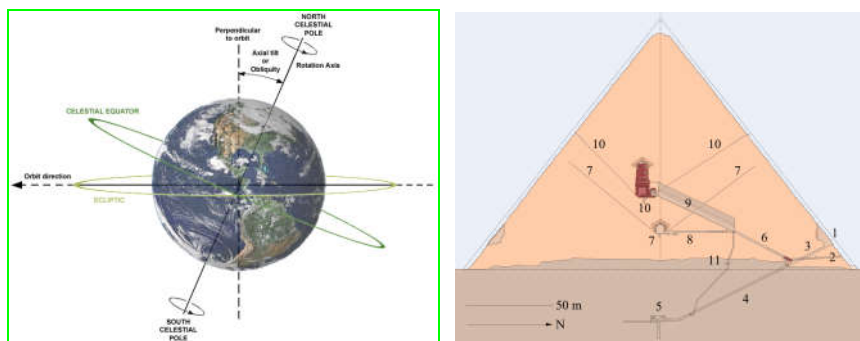 NORTH
CELESTIAL
POLE
Perpendicular
to orbit
Axial tilt
or
Obliquity
Rotation Axis
CELESTIAL EQUATOR
Orbit direction
ECLIPTIC
SOUTH
CELESTIAL
POLE
10
10
7
7
10
9
7
8
6
3
1
2
11
4
5
50 m
N